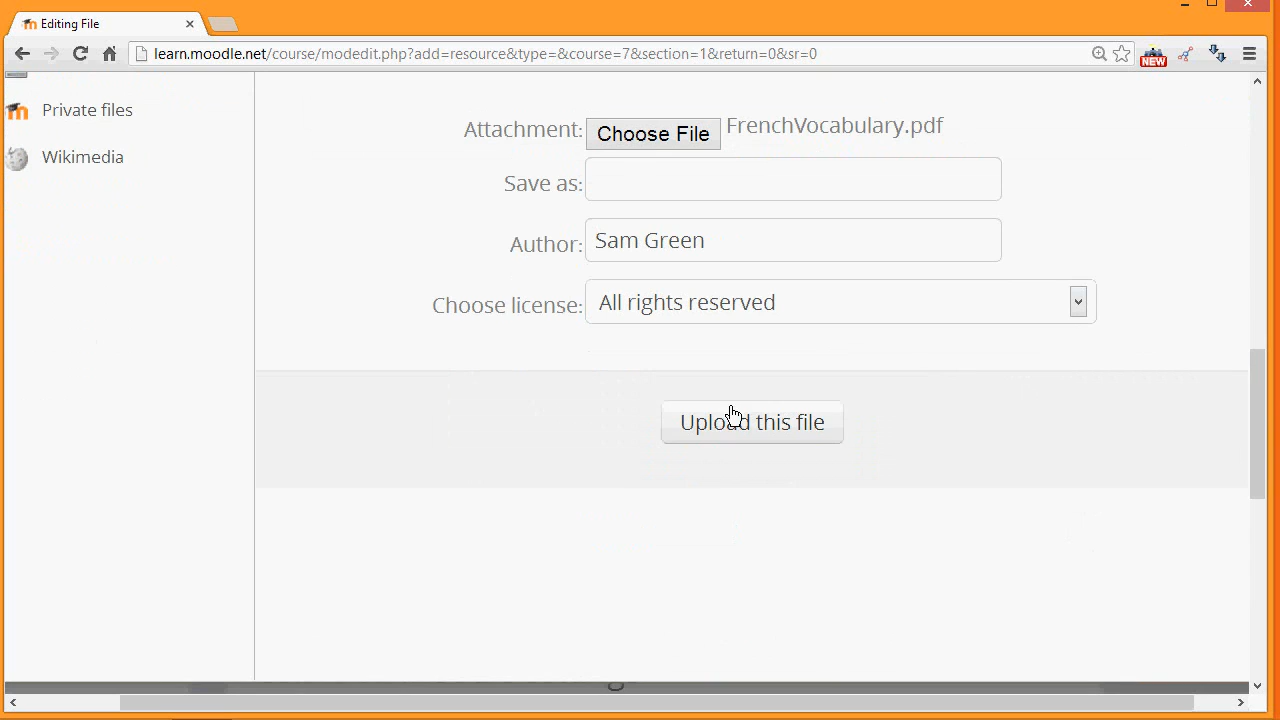 Editing File
learn.moodle.net/course/modedit.php?add=resource&type=&course=7&section=1&return=0&sr=0
NEW
Private files
Wikimedia
Attachment: Choose File FrenchVocabulary.pdf
Save as:
Author: Sam Green
Choose license: All rights reserved
Upload this file